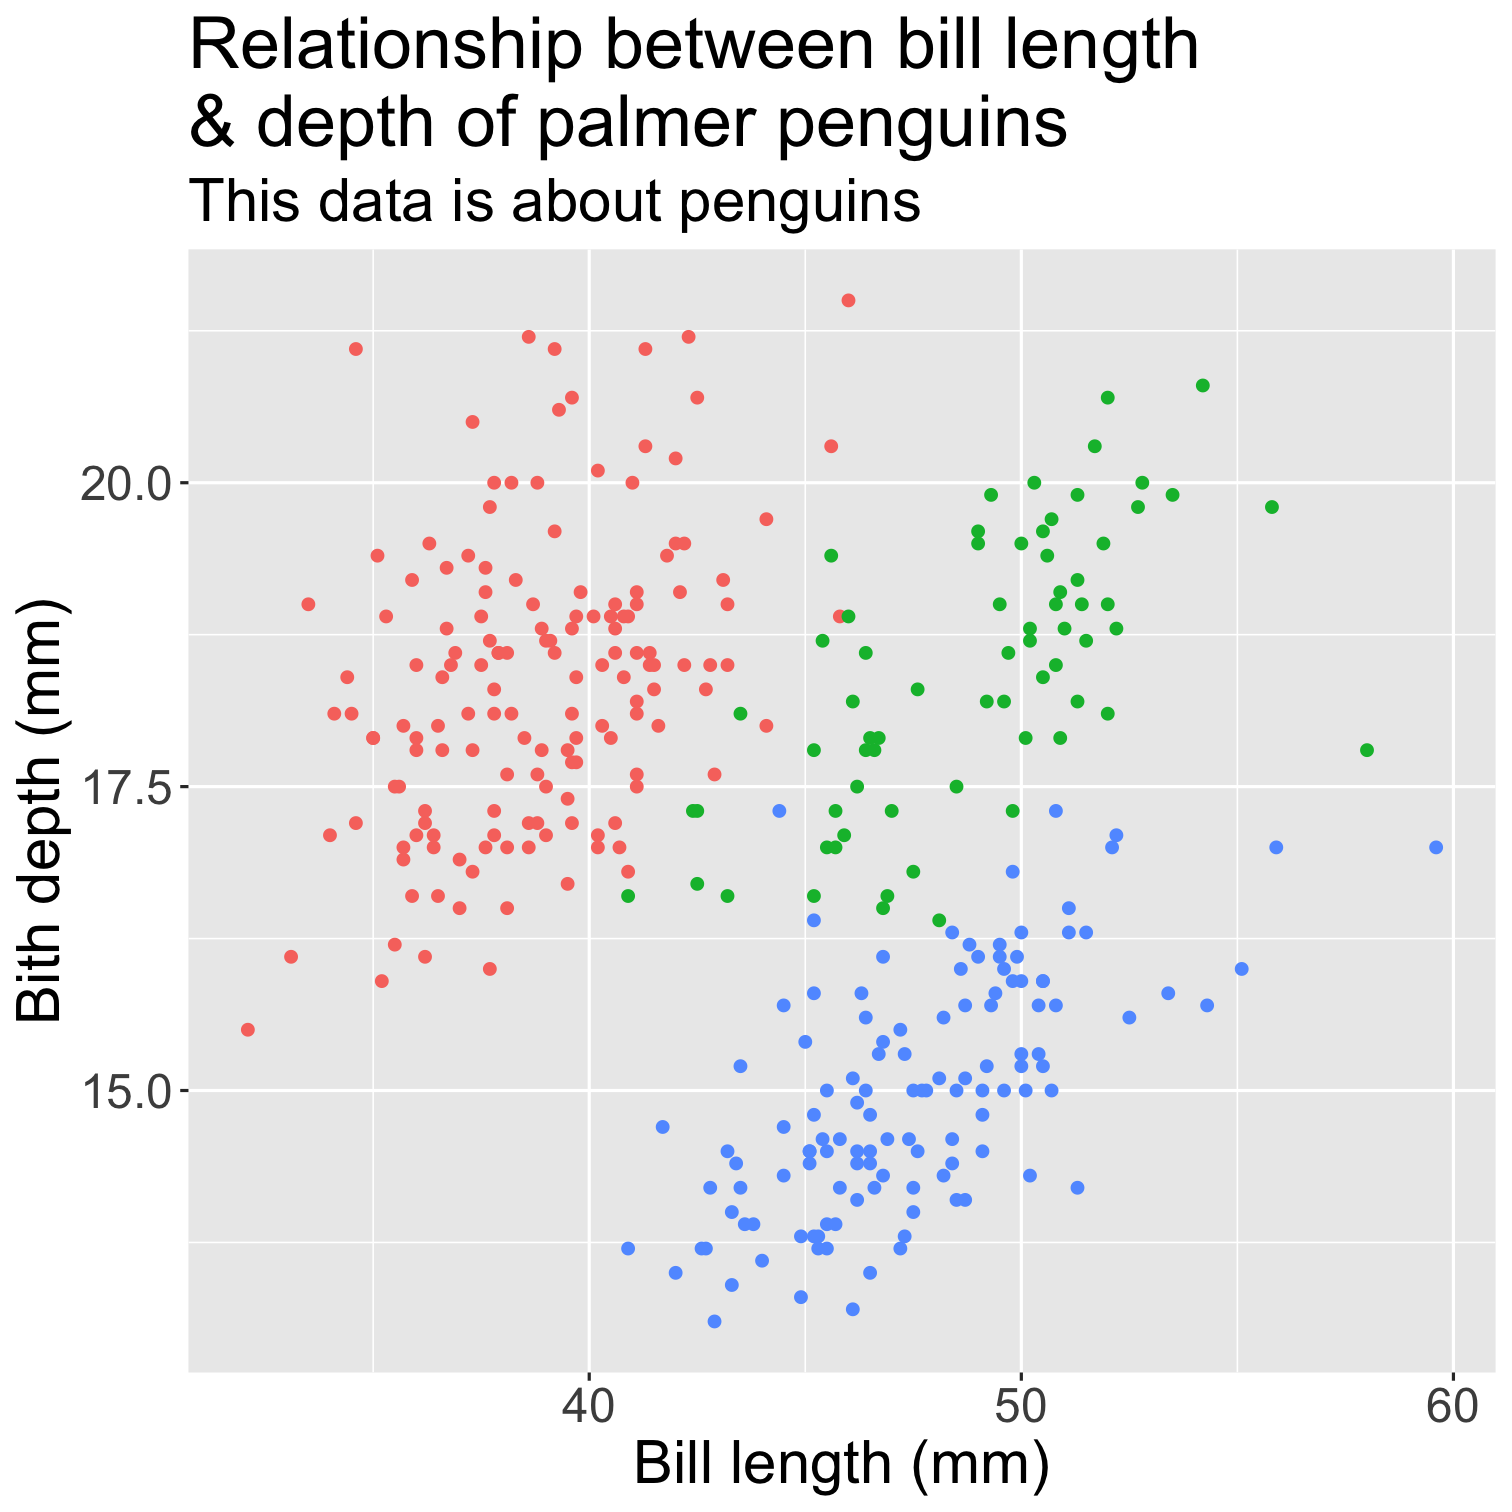 Relationship between bill length
& depth of palmer penguins
This data is about penguins
Bith depth (mm)
20.0
17.5
15.0
40 50 60
Bill length (mm)